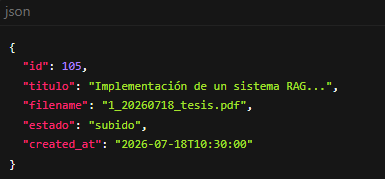 json
{
"id": 105,
"titulo": "Implementación de un sistema RAG...",
"filename": "1_20260718_tesis.pdf",
"estado": "subido",
"created_at": "2026-07-18T10:30:00"
}